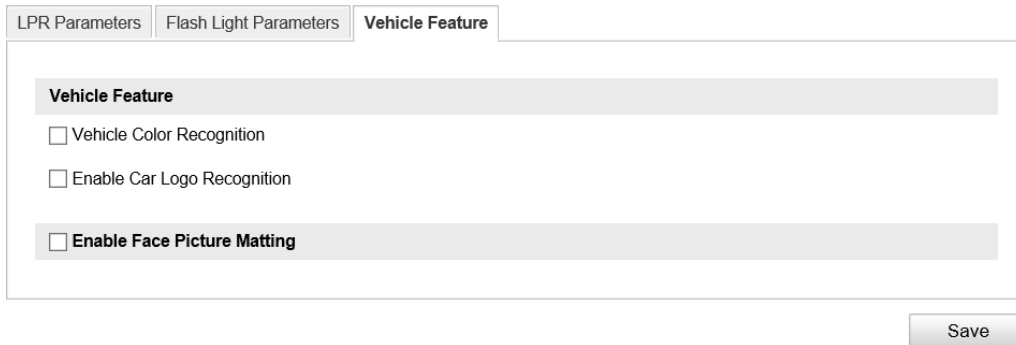 LPR Parameters Flash Light Parameters Vehicle Feature
Vehicle Feature
Vehicle Color Recognition
Enable Car Logo Recognition
Enable Face Picture Matting
Save